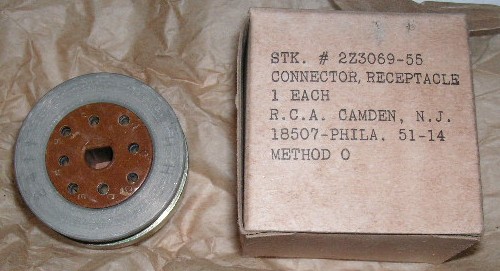 STK. # 2Z3069-55
CONNECTOR, RECEPTACLE
1 EACH
R.C.A. CAMDEN, N.J.
18507-PHILA. 51-14
METHOD O